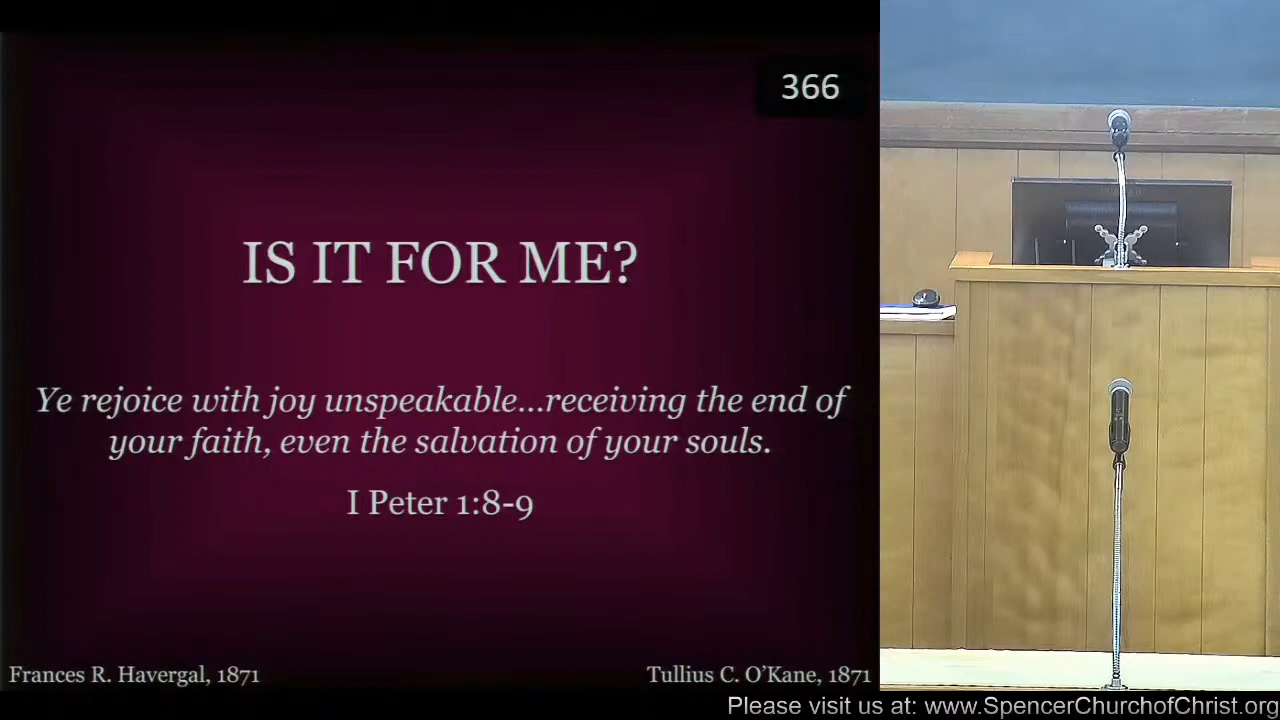 366
IS IT FOR ME?
Ye rejoice with joy unspeakable...receiving the end of
your faith, even the salvation of your souls.
I Peter 1:8-9
Frances R. Havergal, 1871
Tullius C. O'Kane, 1871
Please visit us at: www.SpencerChurchofChrist.org